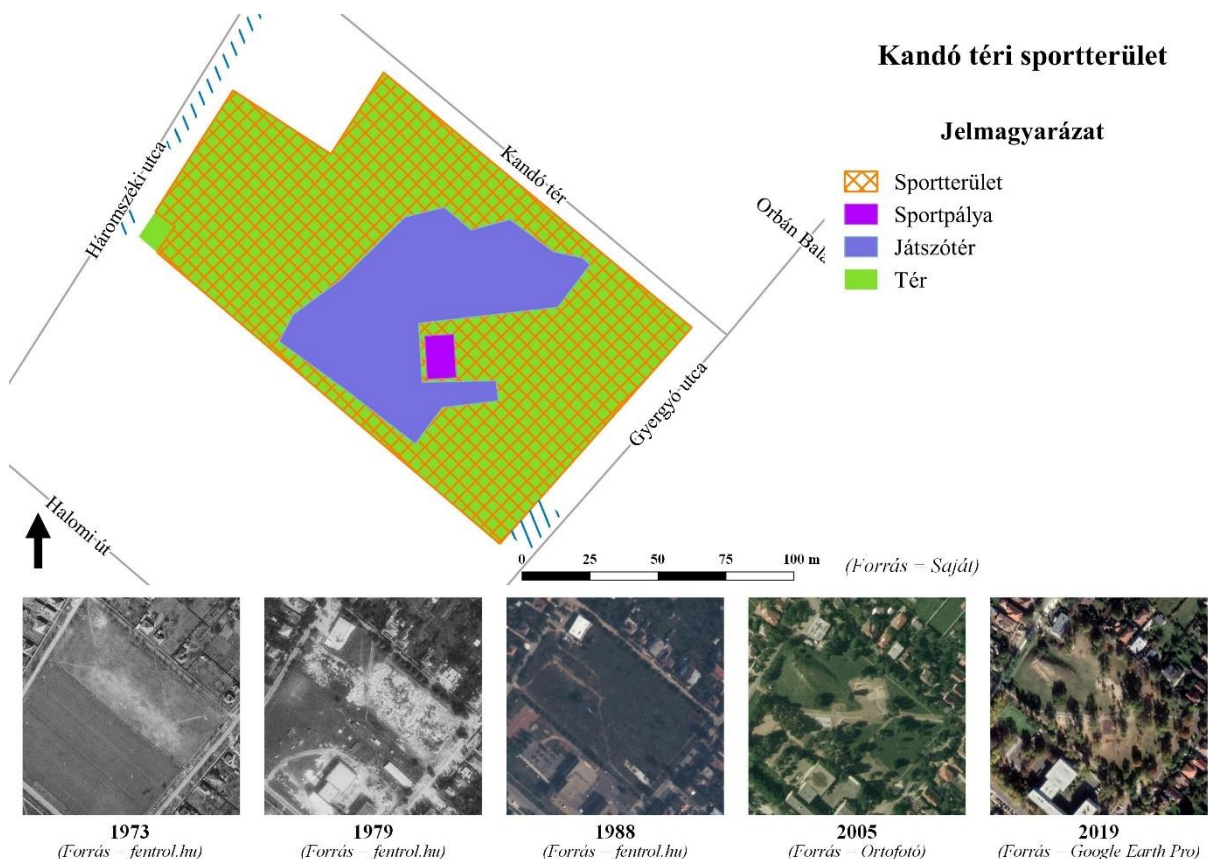 Kandó téri sportterület
Jelmagyarázat
Sportterület
Sportpálya
Játszótér
Tér
Háromszéki utca
Kandó tér
Orbán Balá
Gyergyó utca
Halomi út
0 25 50 75 100 m
(Forrás – Saját)
1973
(Forrás – fentrol.hu)
1979
(Forrás – fentrol.hu)
1988
(Forrás – fentrol.hu)
2005
(Forrás – Ortofotó)
2019
(Forrás – Google Earth Pro)